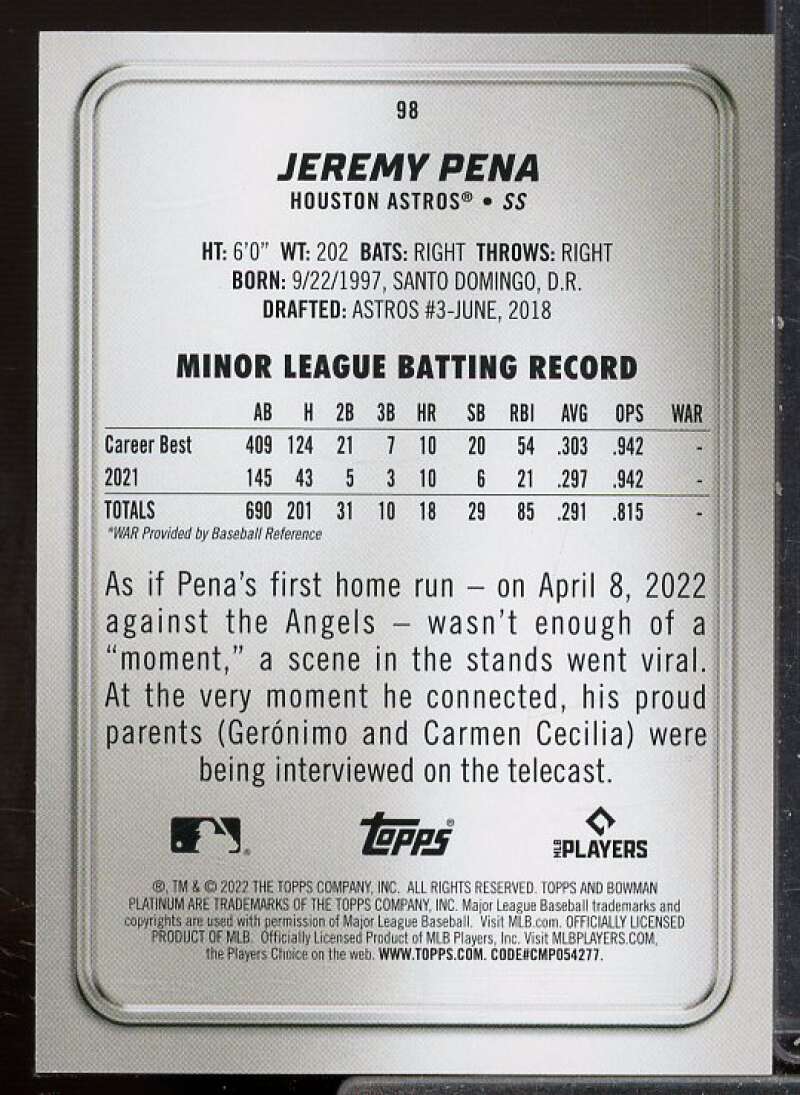 98
JEREMY PENA
HOUSTON ASTROS® • SS
HT: 6'0" WT: 202 BATS: RIGHT THROWS: RIGHT
BORN: 9/22/1997, SANTO DOMINGO, D.R.
DRAFTED: ASTROS #3-JUNE, 2018
MINOR LEAGUE BATTING RECORD
AB H 2B 3B HR SB RBI AVG OPS WAR
Career Best 409 124 21 7 10 20 54 .303 .942 -
2021 145 43 5 3 10 6 21 .297 .942 -
TOTALS 690 201 31 10 18 29 85 .291 .815 -
*WAR Provided by Baseball Reference
As if Pena's first home run – on April 8, 2022
against the Angels – wasn't enough of a
"moment," a scene in the stands went viral.
At the very moment he connected, his proud
parents (Gerónimo and Carmen Cecilia) were
being interviewed on the telecast.
® Topps® MLB PLAYERS
®, TM & © 2022 THE TOPPS COMPANY, INC. ALL RIGHTS RESERVED. TOPPS AND BOWMAN
PLATINUM ARE TRADEMARKS OF THE TOPPS COMPANY, INC. Major League Baseball trademarks and
copyrights are used with permission of Major League Baseball. Visit MLB.com. OFFICIALLY LICENSED
PRODUCT OF MLB. Officially Licensed Product of MLB Players, Inc. Visit MLBPLAYERS.COM,
the Players Choice on the web. WWW.TOPPS.COM. CODE#CMP054277.